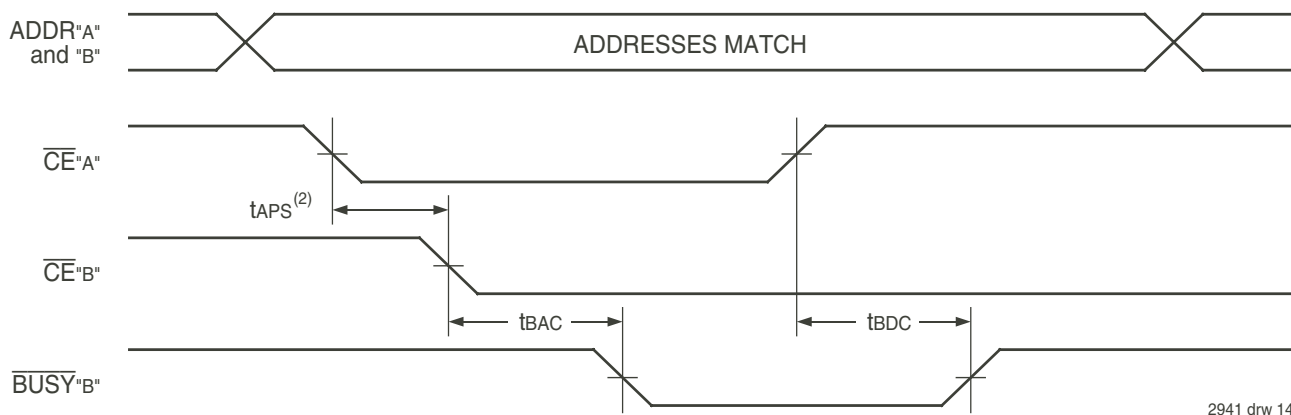 ADDR"A"
and "B"
ADDRESSES MATCH
CE"A"
tAPS(2)
CE"B"
tBAC
tBDC
BUSY"B"
2941 drw 14